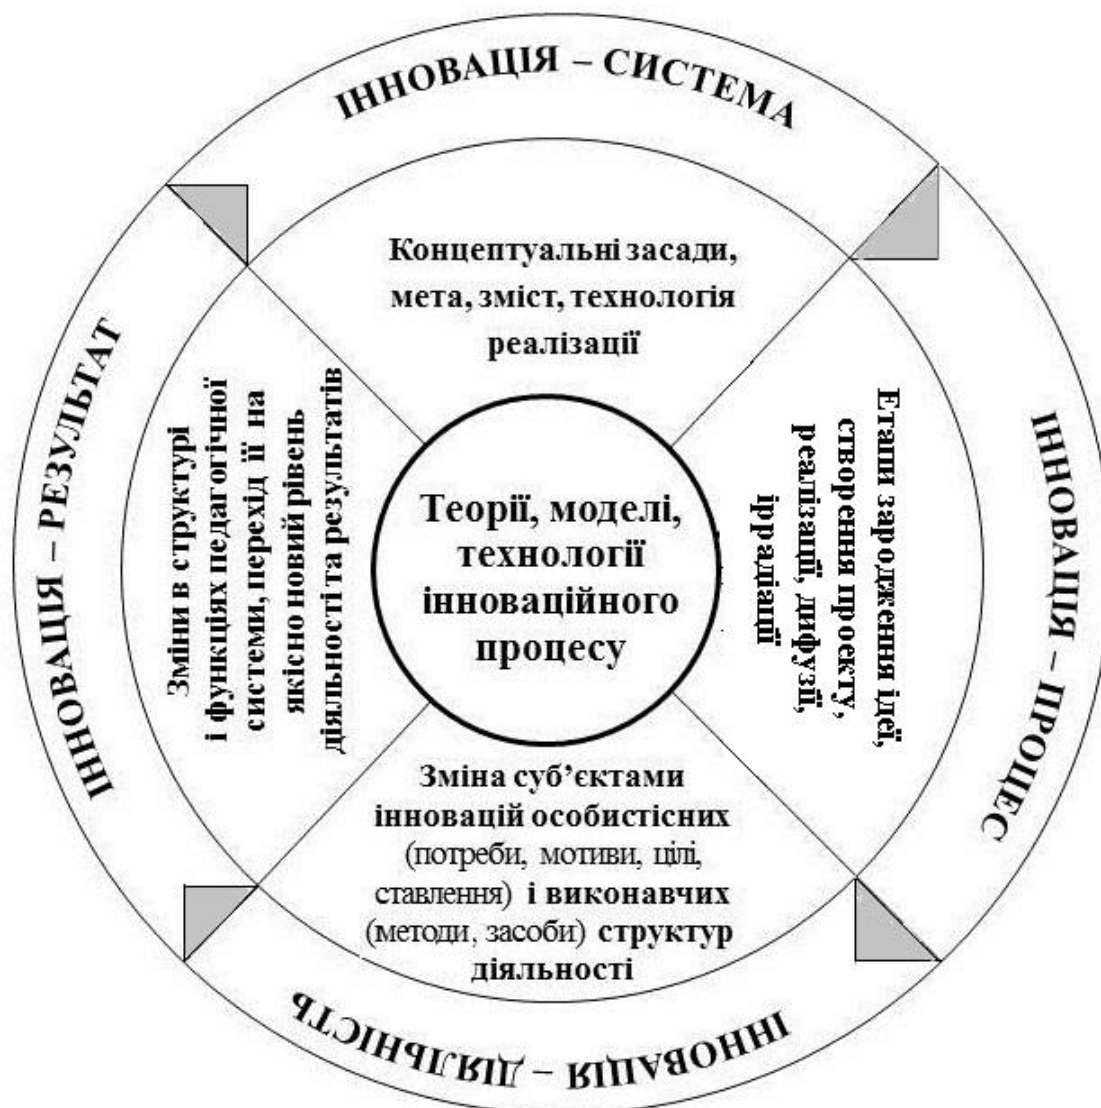 ІННОВАЦІЯ – СИСТЕМА
Концептуальні засади,
мета, зміст, технологія
реалізації
ІННОВАЦІЯ – ПРОЦЕС
Етапи зародження ідеї,
створення проекту,
реалізації, дифузії,
іррадіації
ІННОВАЦІЯ – ДІЯЛЬНІСТЬ
Зміна суб’єктами
інновацій особистісних
(потреби, мотиви, цілі,
ставлення) і виконавчих
(методи, засоби) структур
діяльності
ІННОВАЦІЯ – РЕЗУЛЬТАТ
Зміни в структурі
і функціях педагогічної
системи, перехід її на
якісно новий рівень
діяльності та результатів
Теорії, моделі,
технології
інноваційного
процесу